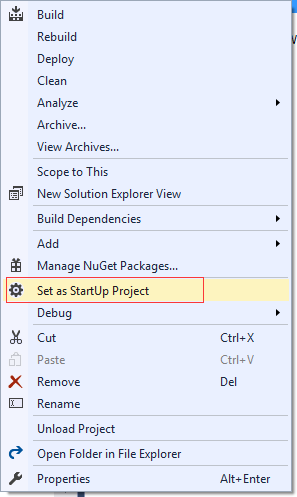 Build
Rebuild
Deploy
Clean
Analyze
Archive...
View Archives...
Scope to This
New Solution Explorer View
Build Dependencies
Add
Manage NuGet Packages...
Set as StartUp Project
Debug
Cut Ctrl+X
Paste Ctrl+V
Remove Del
Rename
Unload Project
Open Folder in File Explorer
Properties Alt+Enter